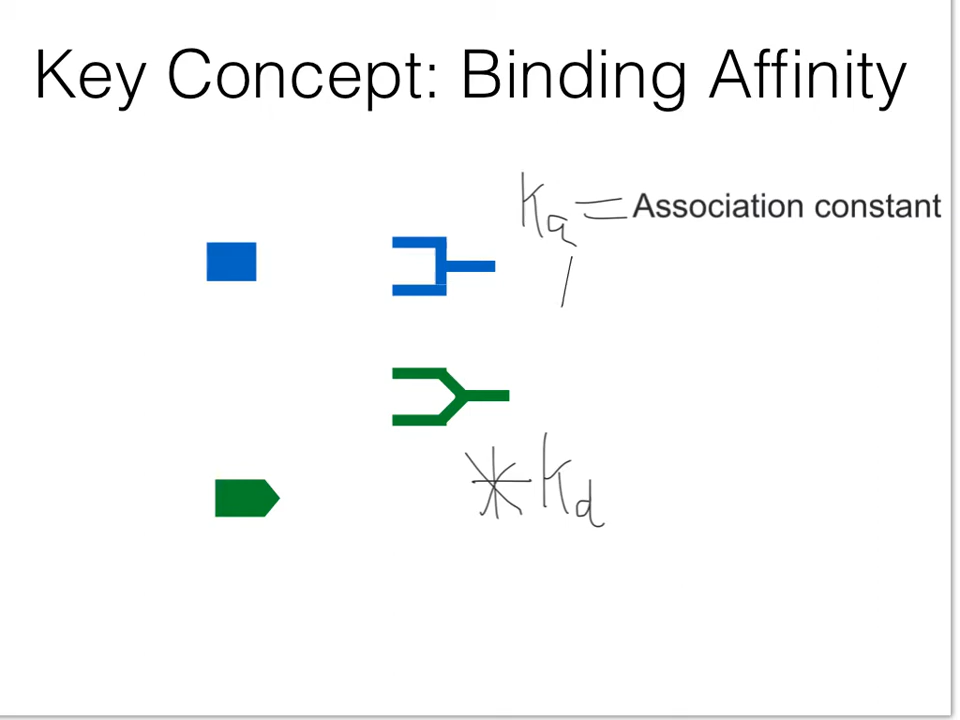 Key Concept: Binding Affinity
Ka = Association constant
* Kd